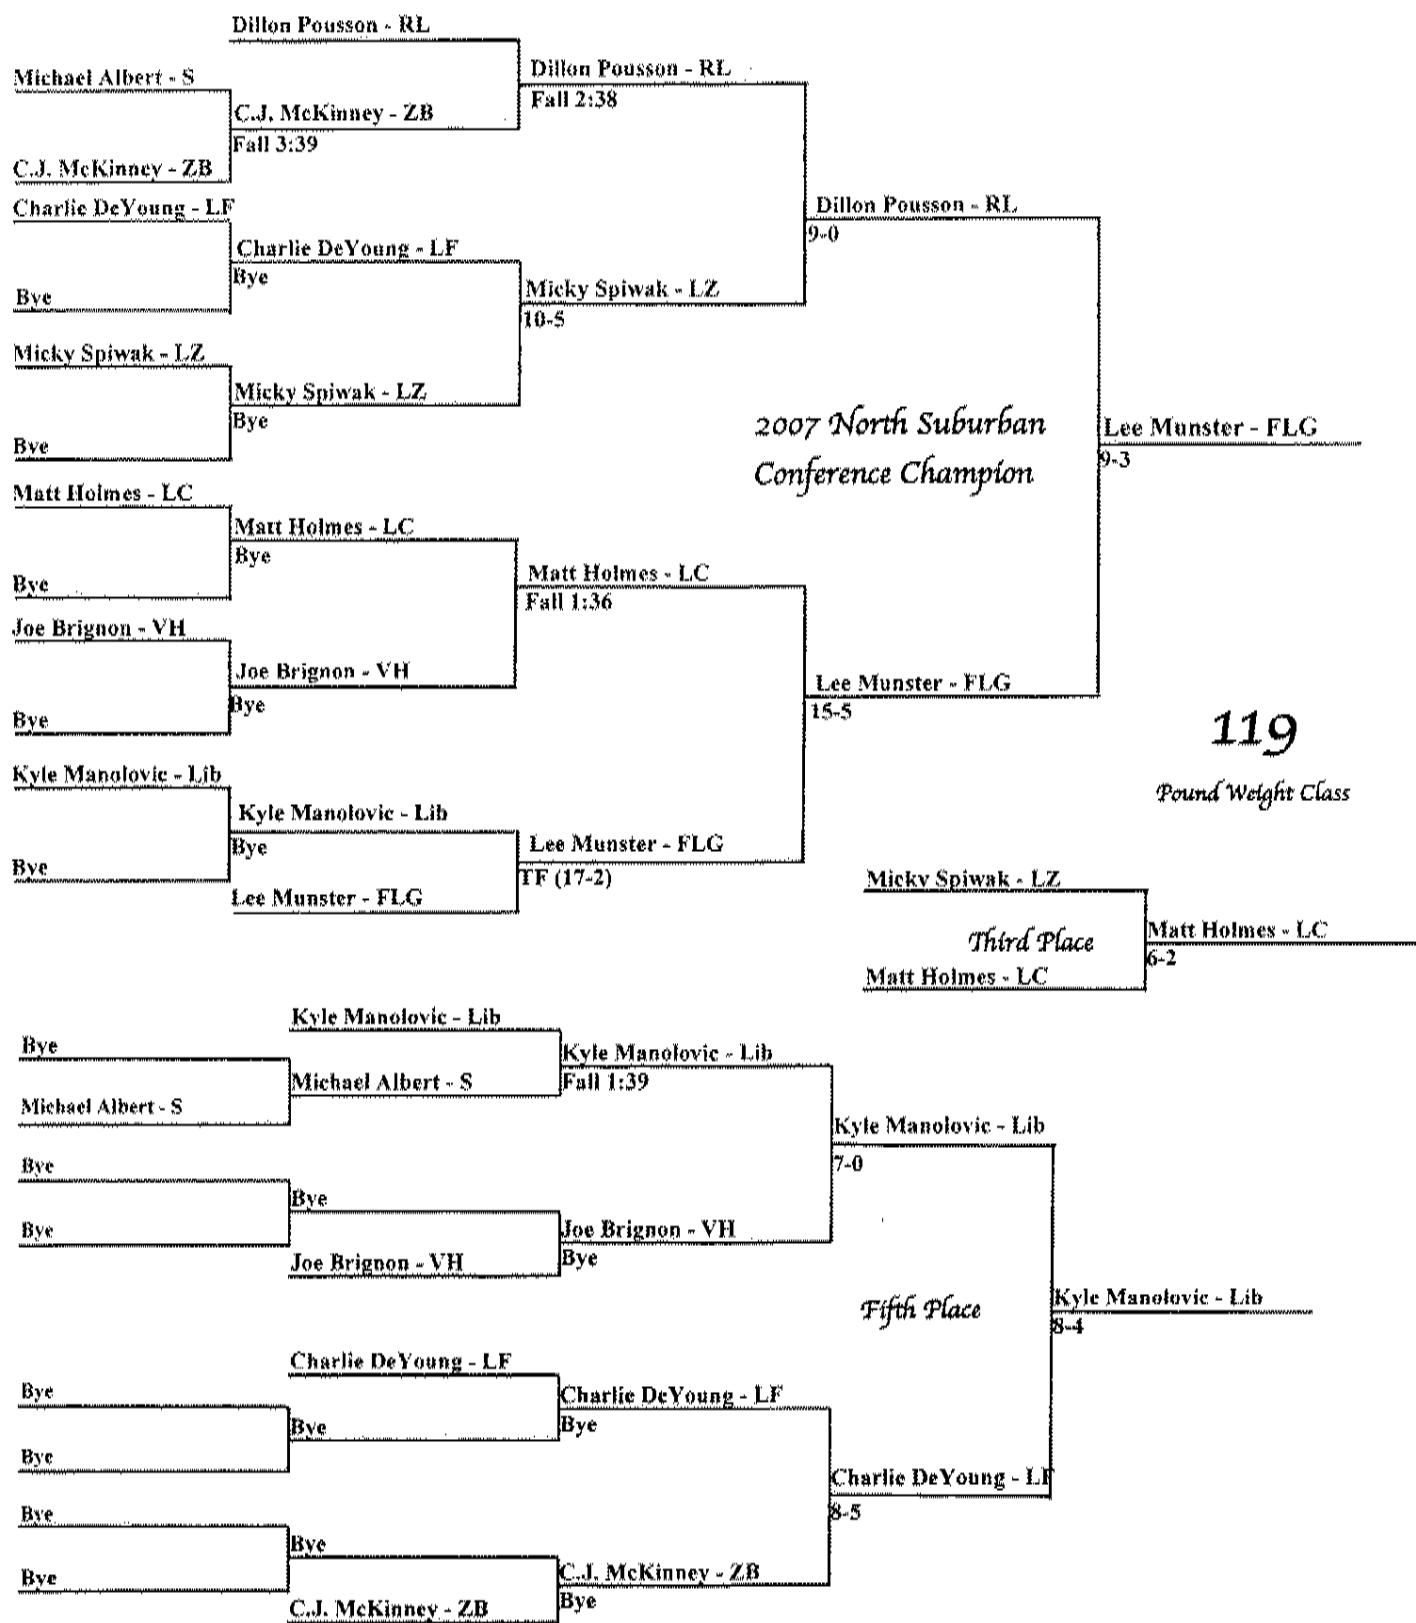 Dillon Pousson - RL
Michael Albert - S
Dillon Pousson - RL
Fall 2:38
C.J. McKinney - ZB
Fall 3:39
C.J. McKinney - ZB
Charlie DeYoung - LF
Dillon Pousson - RL
9-0
Charlie DeYoung - LF
Bye
Bye
Micky Spiwak - LZ
10-5
Micky Spiwak - LZ
Micky Spiwak - LZ
Bye
Bye
2007 North Suburban
Conference Champion
Lee Munster - FLG
9-3
Matt Holmes - LC
Matt Holmes - LC
Bye
Bye
Matt Holmes - LC
Fall 1:36
Joe Brignon - VH
Joe Brignon - VH
Bye
Bye
Lee Munster - FLG
15-5
119
Pound Weight Class
Kyle Manolovic - Lib
Kyle Manolovic - Lib
Bye
Bye
Lee Munster - FLG
TF (17-2)
Lee Munster - FLG
Micky Spiwak - LZ
Third Place
Matt Holmes - LC
6-2
Matt Holmes - LC
Kyle Manolovic - Lib
Bye
Kyle Manolovic - Lib
Fall 1:39
Michael Albert - S
Michael Albert - S
Kyle Manolovic - Lib
7-0
Bye
Bye
Bye
Joe Brignon - VH
Bye
Joe Brignon - VH
Fifth Place
Kyle Manolovic - Lib
8-4
Charlie DeYoung - LF
Bye
Charlie DeYoung - LF
Bye
Bye
Bye
Charlie DeYoung - LF
8-5
Bye
Bye
Bye
C.J. McKinney - ZB
Bye
C.J. McKinney - ZB